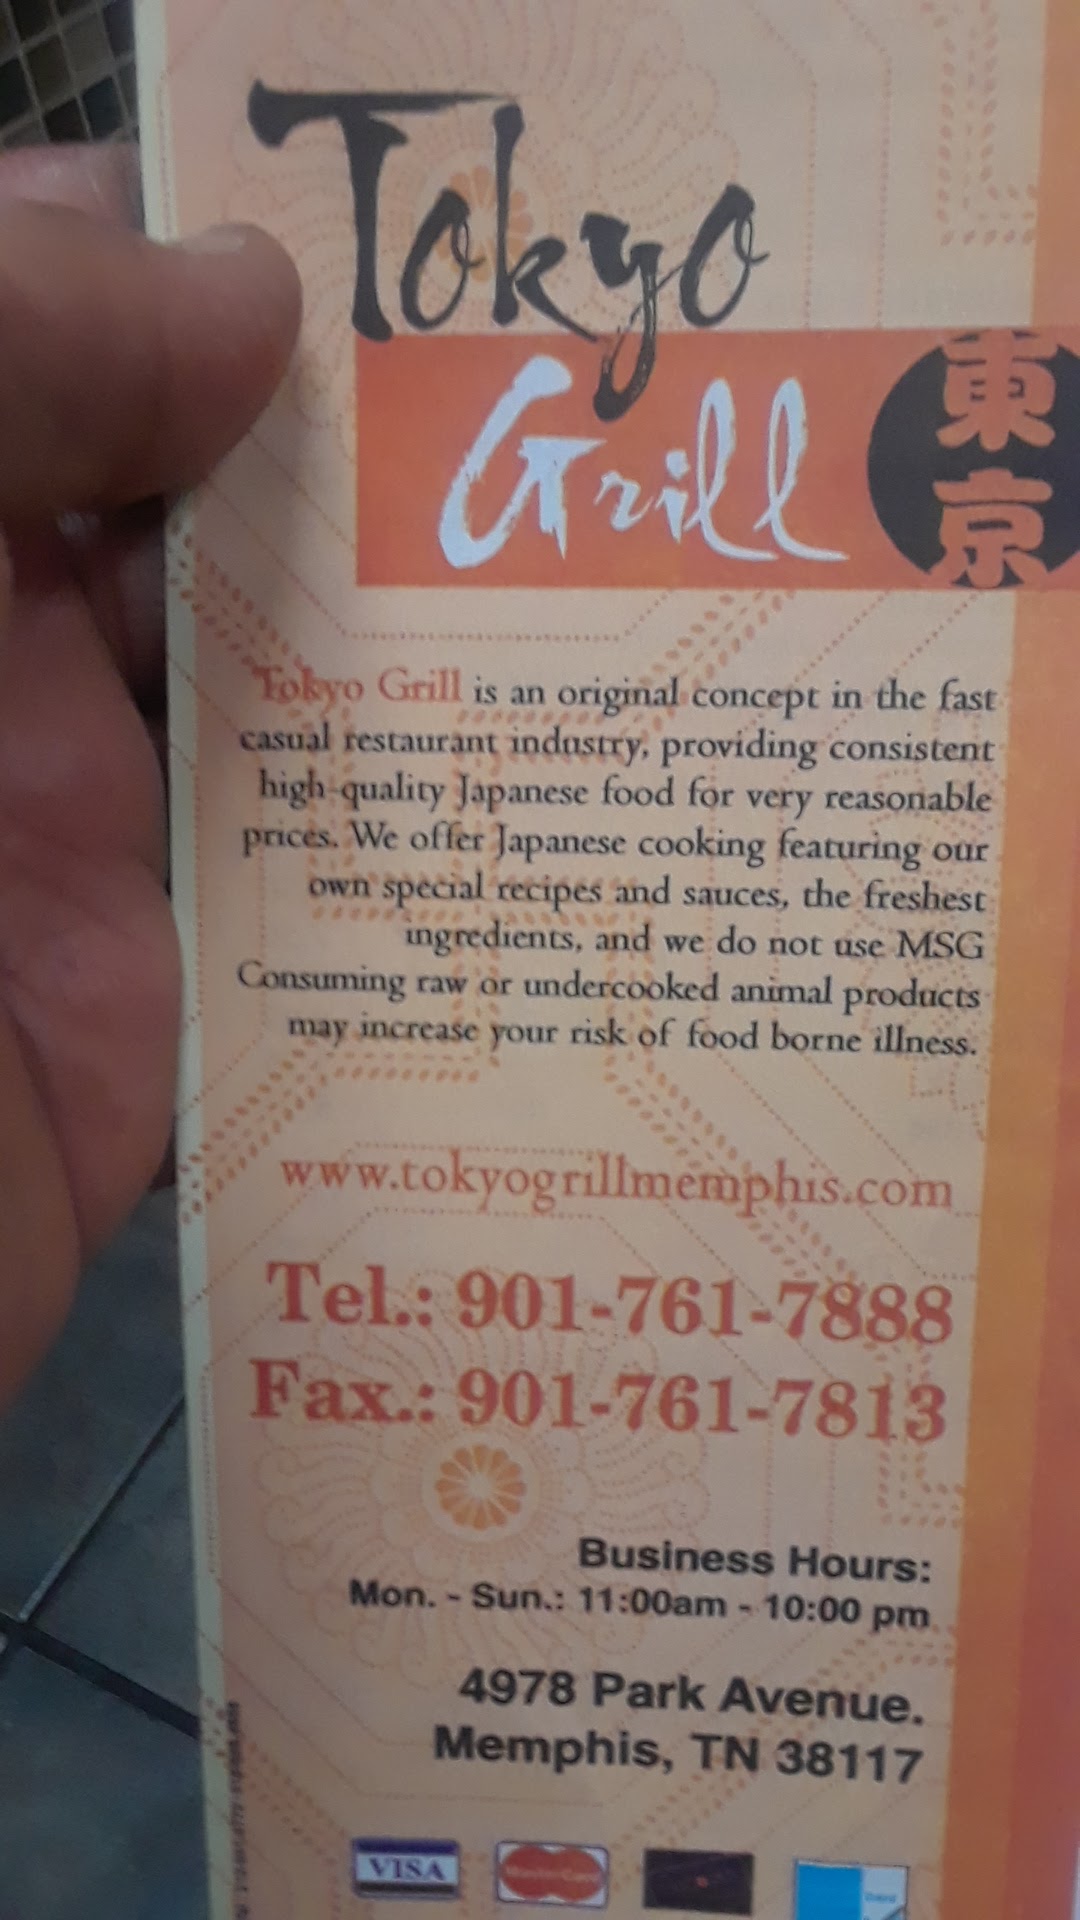 Tokyo
Grill
東
京
Tokyo Grill is an original concept in the fast
casual restaurant industry, providing consistent
high-quality Japanese food for very reasonable
prices. We offer Japanese cooking featuring our
own special recipes and sauces, the freshest
ingredients, and we do not use MSG
Consuming raw or undercooked animal products
may increase your risk of food borne illness.
www.tokyogrillmemphis.com
Tel.: 901-761-7888
Fax.: 901-761-7813
Business Hours:
Mon. - Sun.: 11:00am - 10:00 pm
4978 Park Avenue.
Memphis, TN 38117
VISA
MasterCard